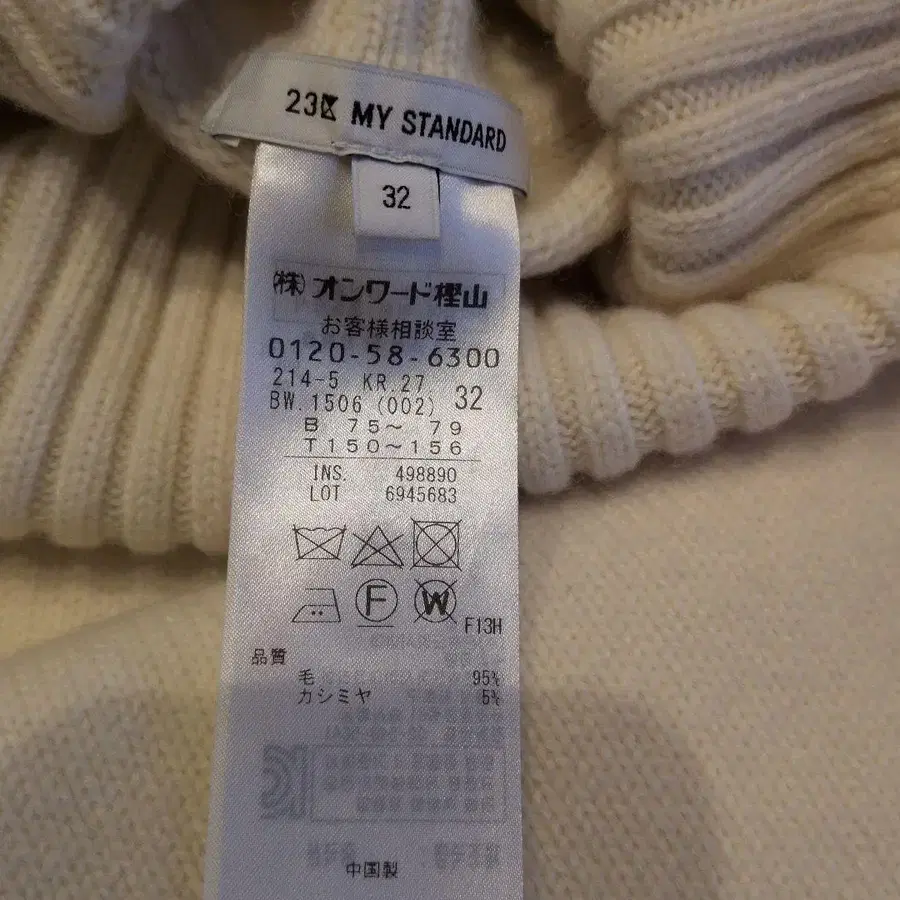 23区 MY STANDARD
32
㈱オンワード樫山
お客様相談室
0120-58-6300
214-5 KR.27
BW.1506 (002) 32
B 75～ 79
T150～156
INS. 498890
LOT 6945683
F
W
F13H
品質
毛 95%
カシミヤ 5%
中国製